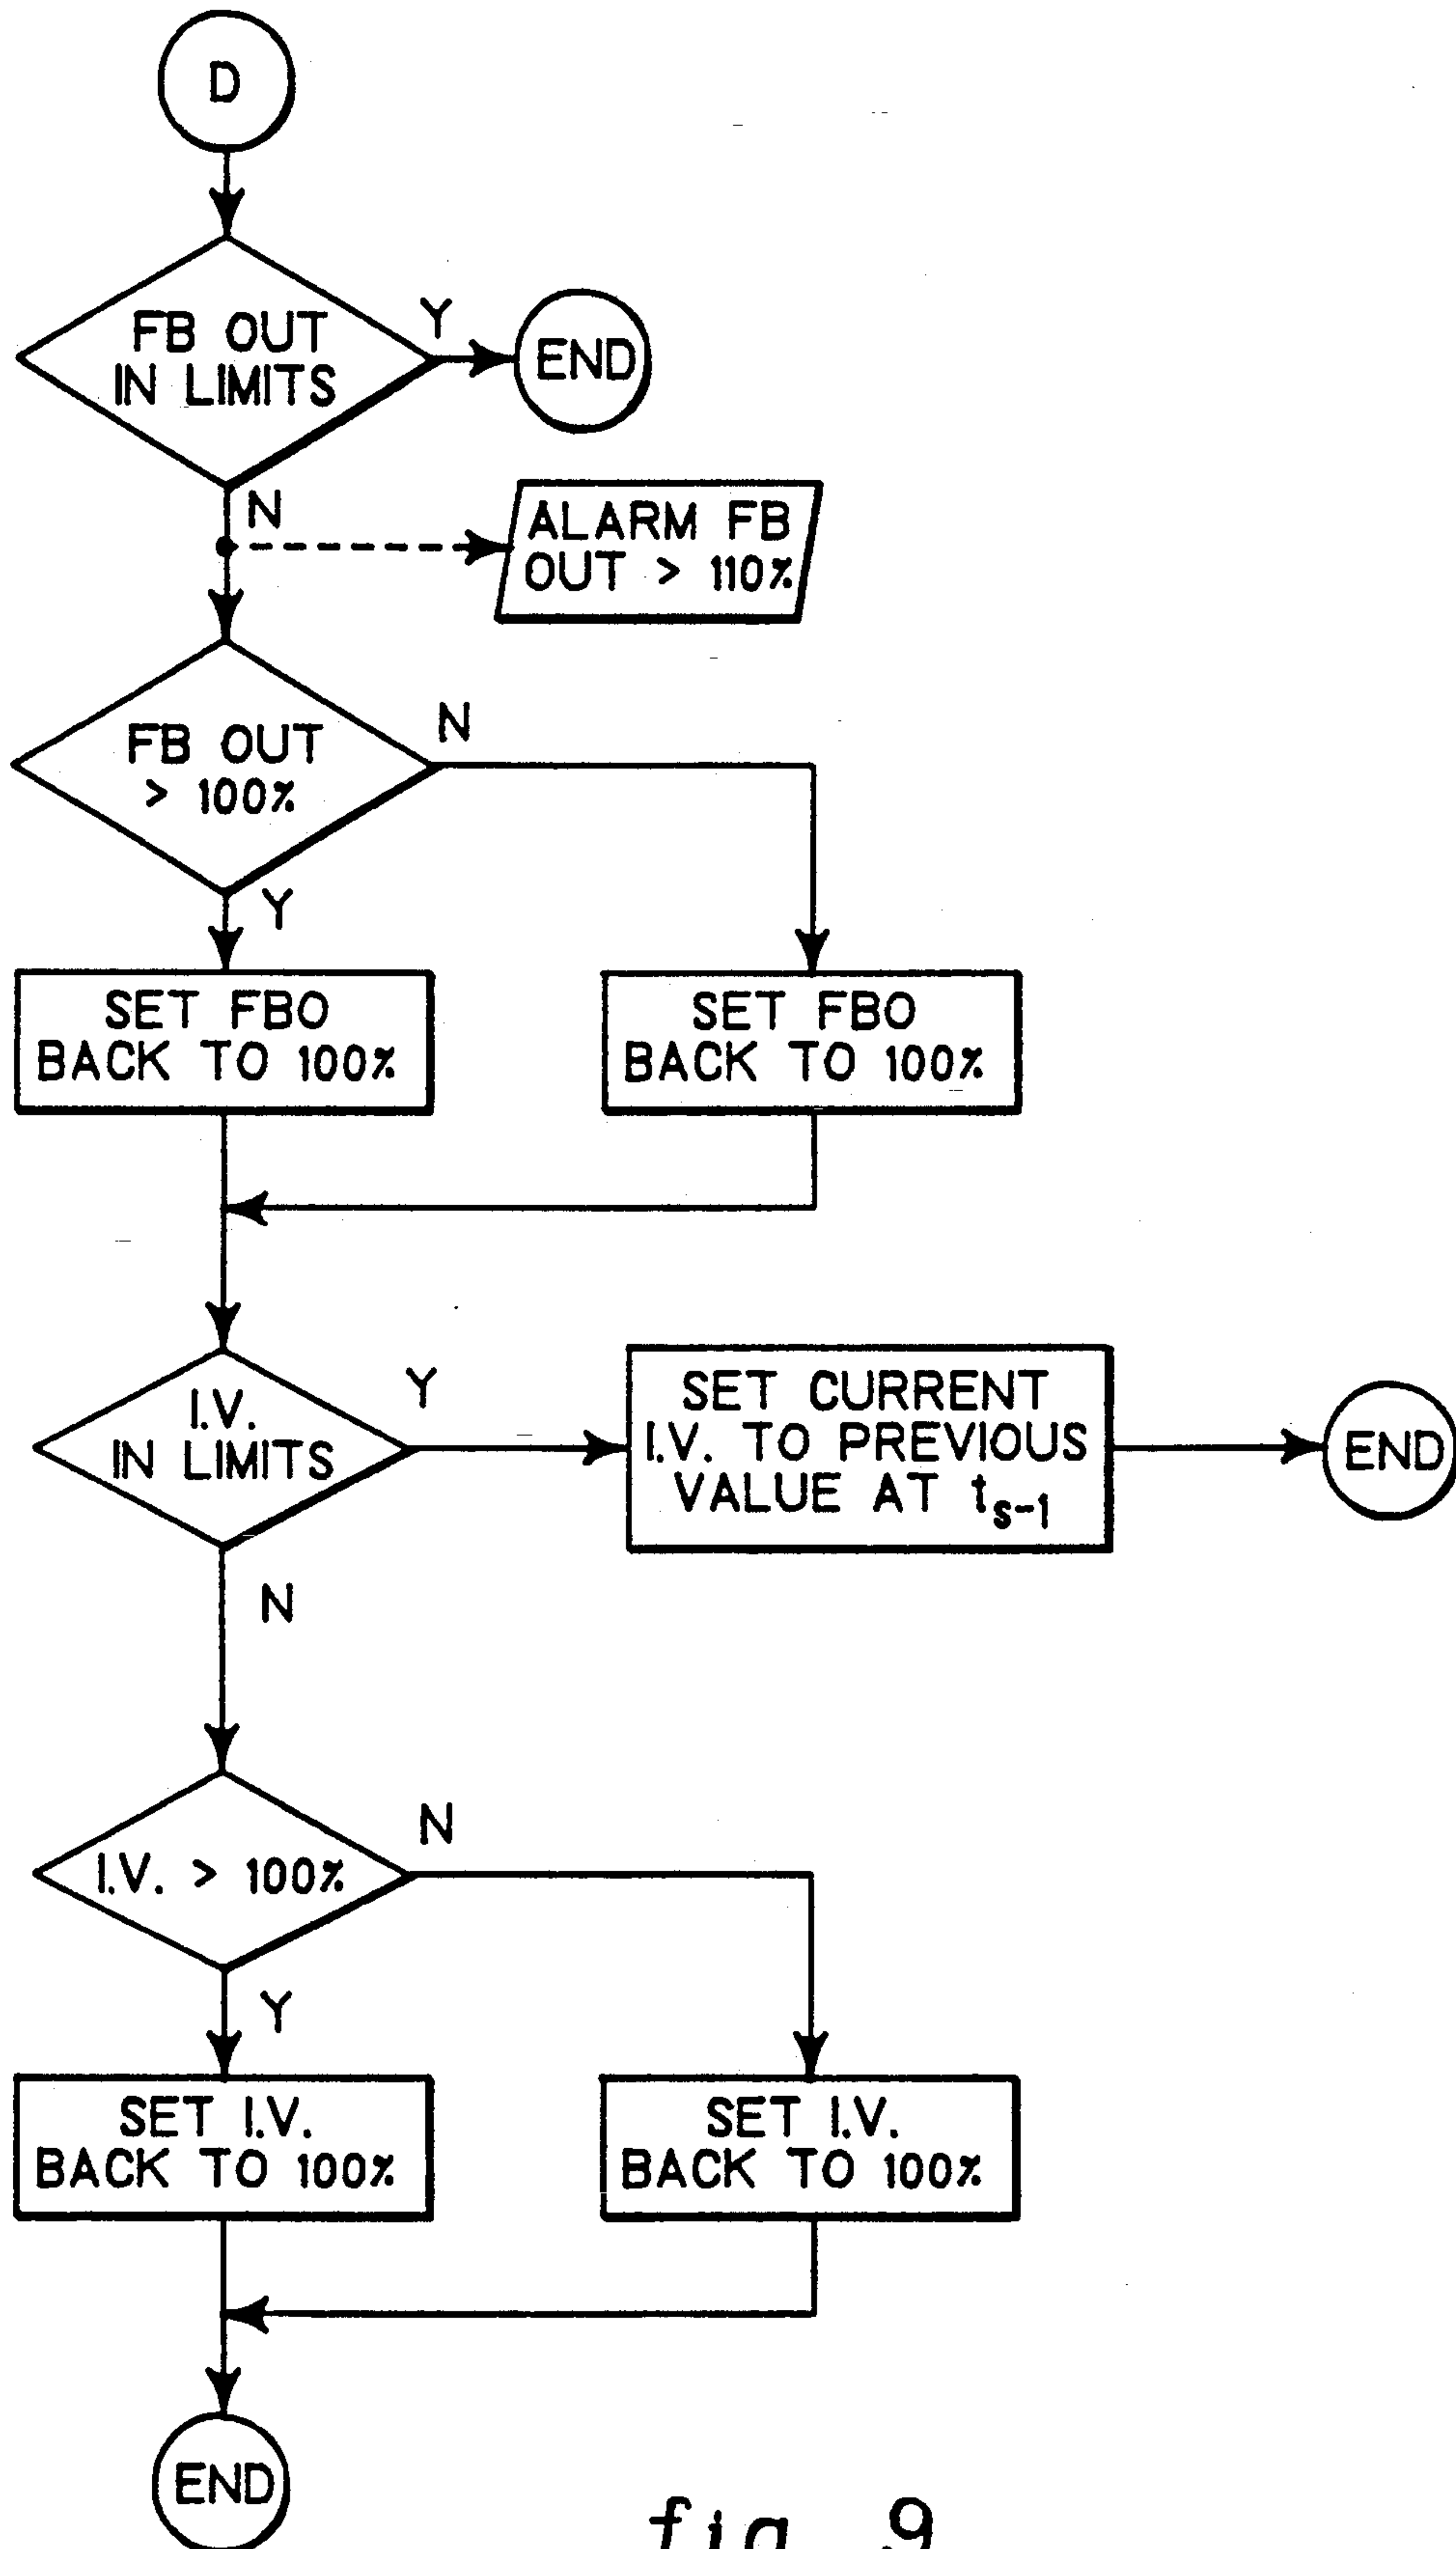 D
FB OUT
IN LIMITS
Y
END
N
ALARM FB
OUT > 110%
FB OUT
> 100%
N
Y
SET FBO
BACK TO 100%
SET FBO
BACK TO 100%
I.V.
IN LIMITS
Y
SET CURRENT
I.V. TO PREVIOUS
VALUE AT ts-1
END
N
I.V. > 100%
N
Y
SET I.V.
BACK TO 100%
SET I.V.
BACK TO 100%
END
fig. 9